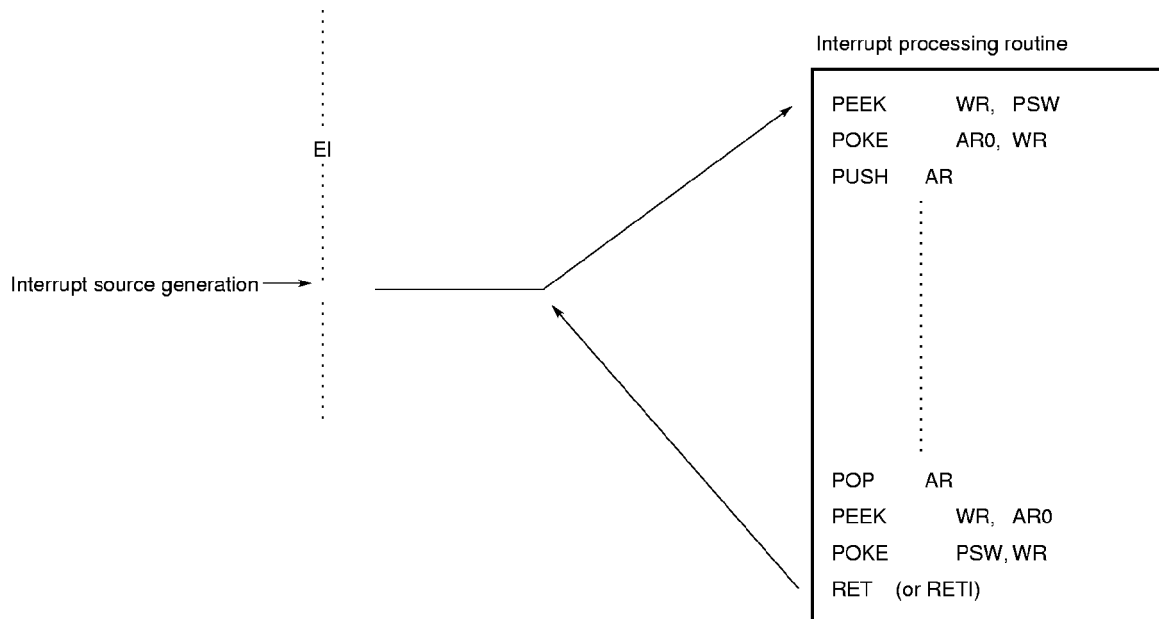 Interrupt processing routine
EI
Interrupt source generation
PEEK WR, PSW
POKE AR0, WR
PUSH AR
POP AR
PEEK WR, AR0
POKE PSW, WR
RET (or RETI)